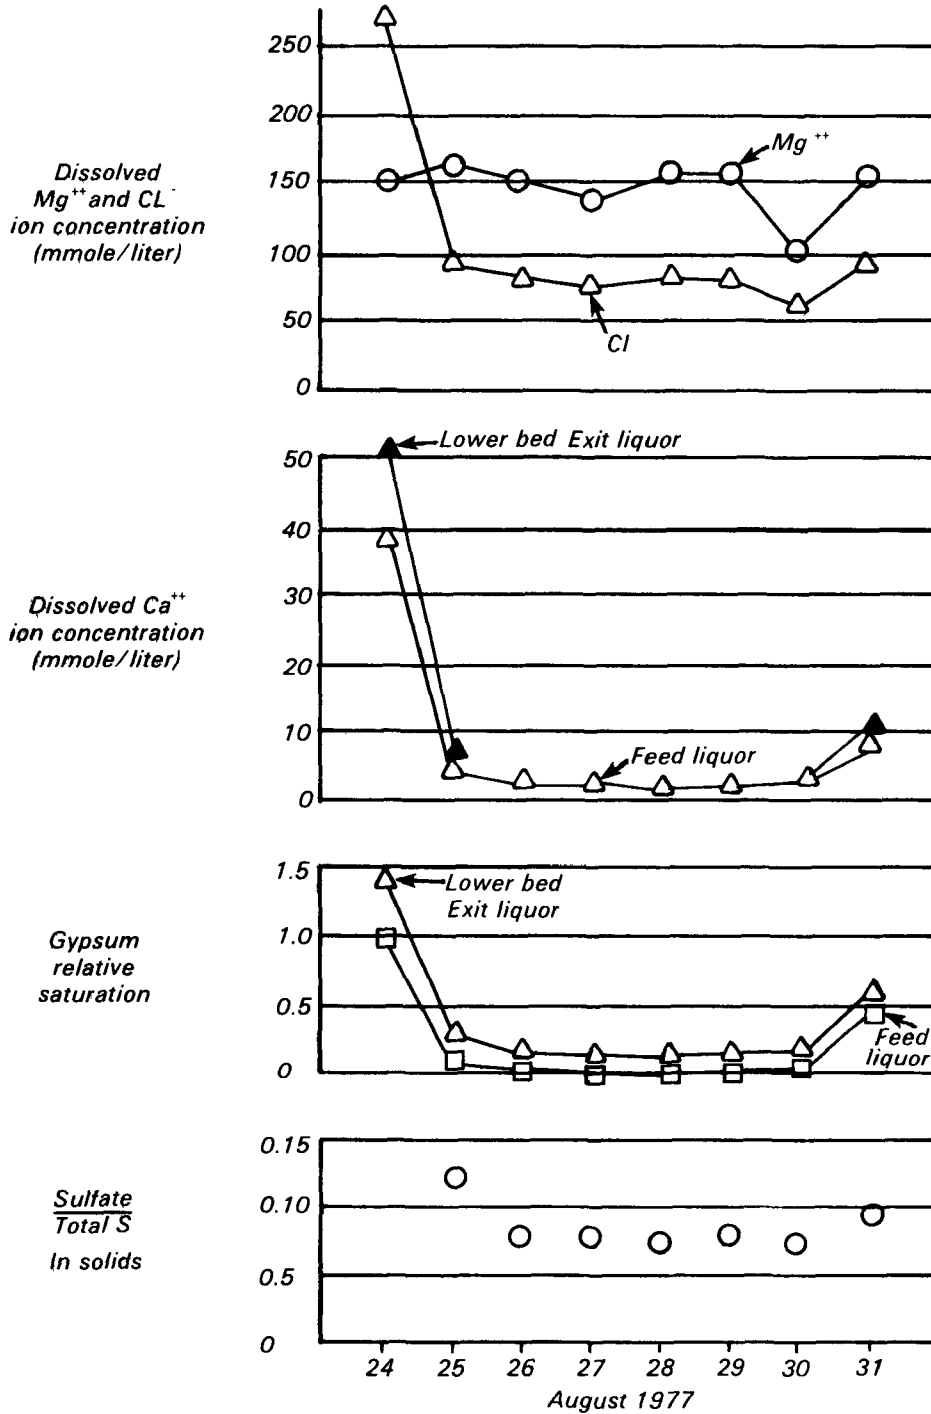 250
200
150
100
50
0
Dissolved
Mg++ and CL-
ion concentration
(mmole/liter)
Mg ++
Cl
50
40
30
20
10
0
Dissolved Ca++
ion concentration
(mmole/liter)
Lower bed Exit liquor
Feed liquor
1.5
1.0
0.5
0
Gypsum
relative
saturation
Lower bed
Exit liquor
Feed
liquor
0.15
0.10
0.5
0
Sulfate
Total S
In solids
24 25 26 27 28 29 30 31
August 1977